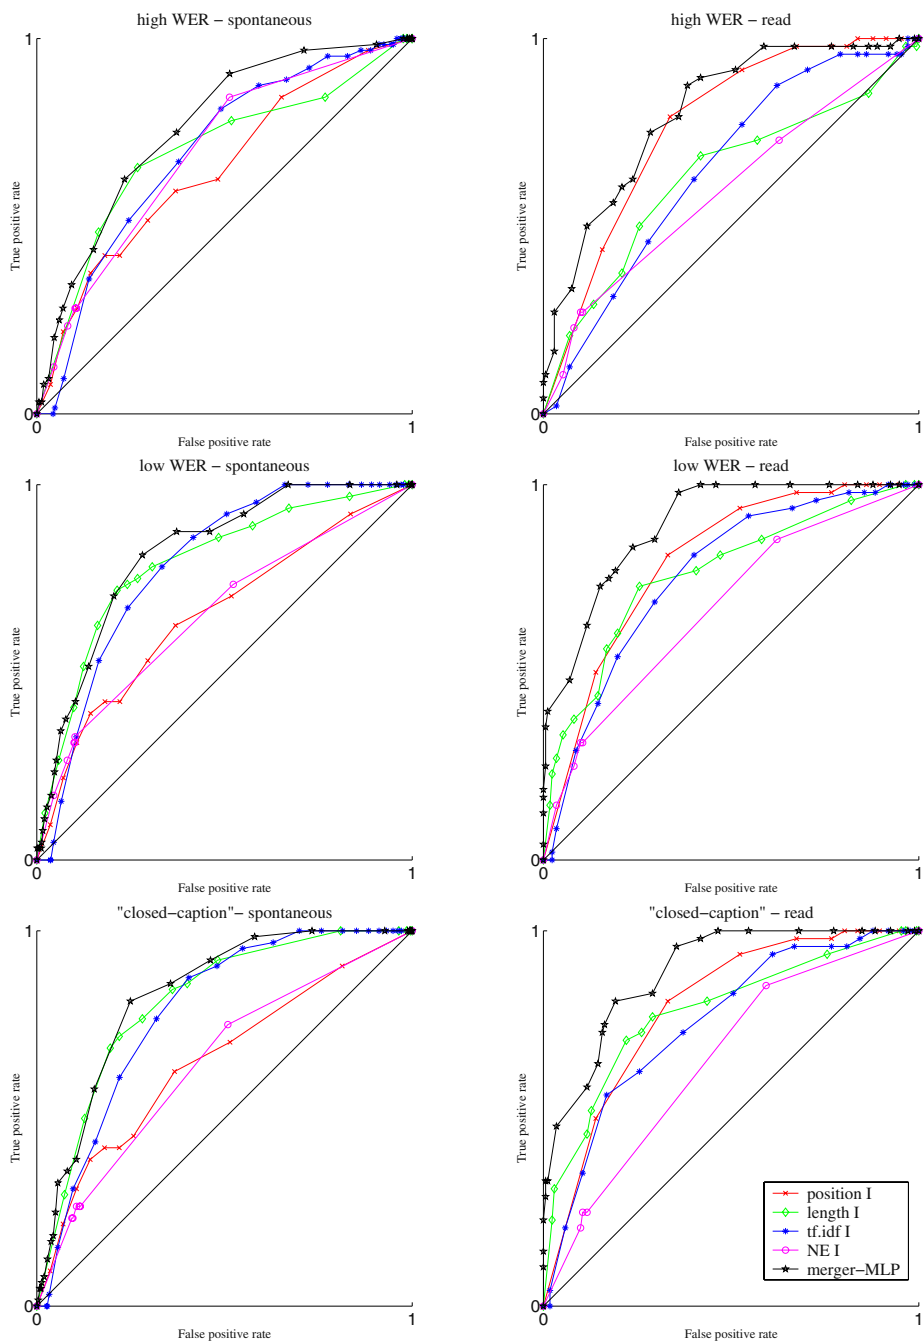 high WER – spontaneous
high WER – read
1
1
True positive rate
True positive rate
0
0
0
1
0
1
False positive rate
False positive rate
low WER – spontaneous
low WER – read
1
1
True positive rate
True positive rate
0
0
0
1
0
1
False positive rate
False positive rate
"closed–caption"– spontaneous
"closed–caption" – read
1
1
True positive rate
True positive rate
position I
length I
tf.idf I
NE I
merger–MLP
0
0
0
1
0
1
False positive rate
False positive rate